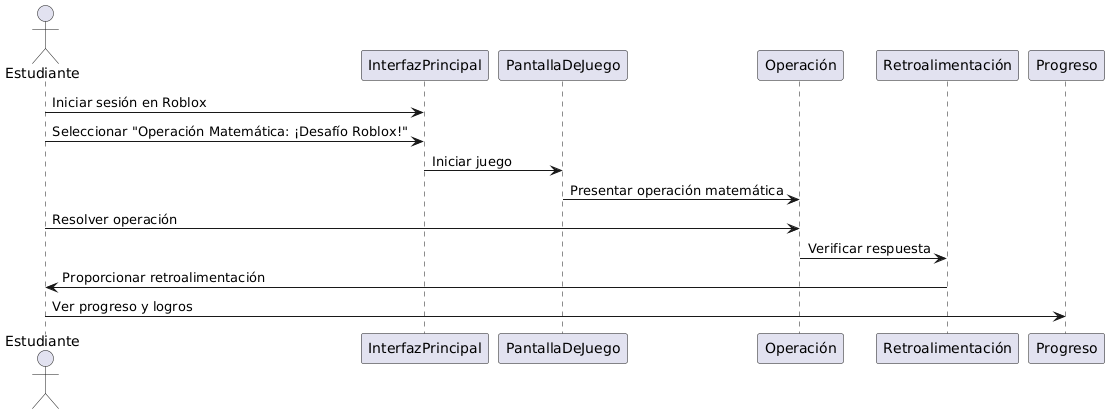 Estudiante
InterfazPrincipal
PantallaDeJuego
Operación
Retroalimentación
Progreso
Iniciar sesión en Roblox
Seleccionar "Operación Matemática: ¡Desafío Roblox!"
Iniciar juego
Presentar operación matemática
Resolver operación
Verificar respuesta
Proporcionar retroalimentación
Ver progreso y logros
Estudiante
InterfazPrincipal
PantallaDeJuego
Operación
Retroalimentación
Progreso